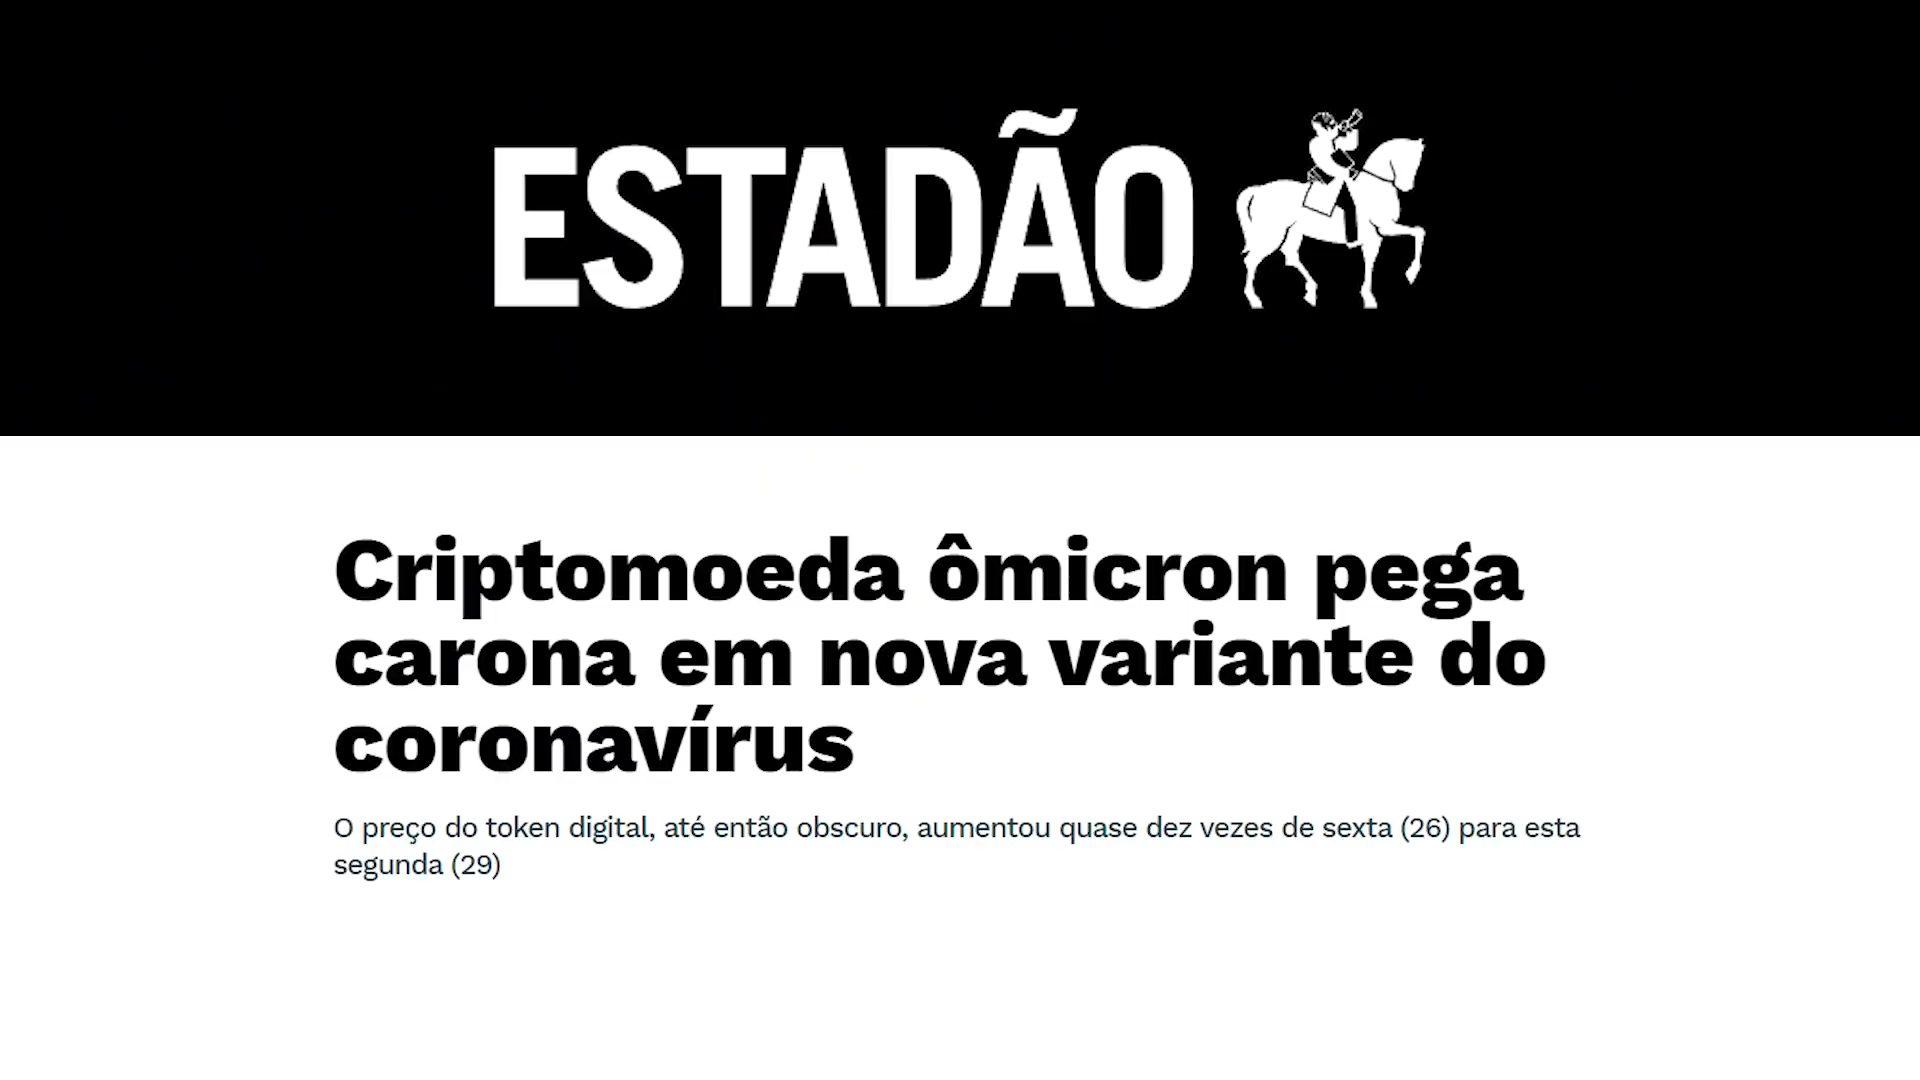 ESTADÃO
Criptomoeda ômicron pega
carona em nova variante do
coronavírus
O preço do token digital, até então obscuro, aumentou quase dez vezes de sexta (26) para esta
segunda (29)